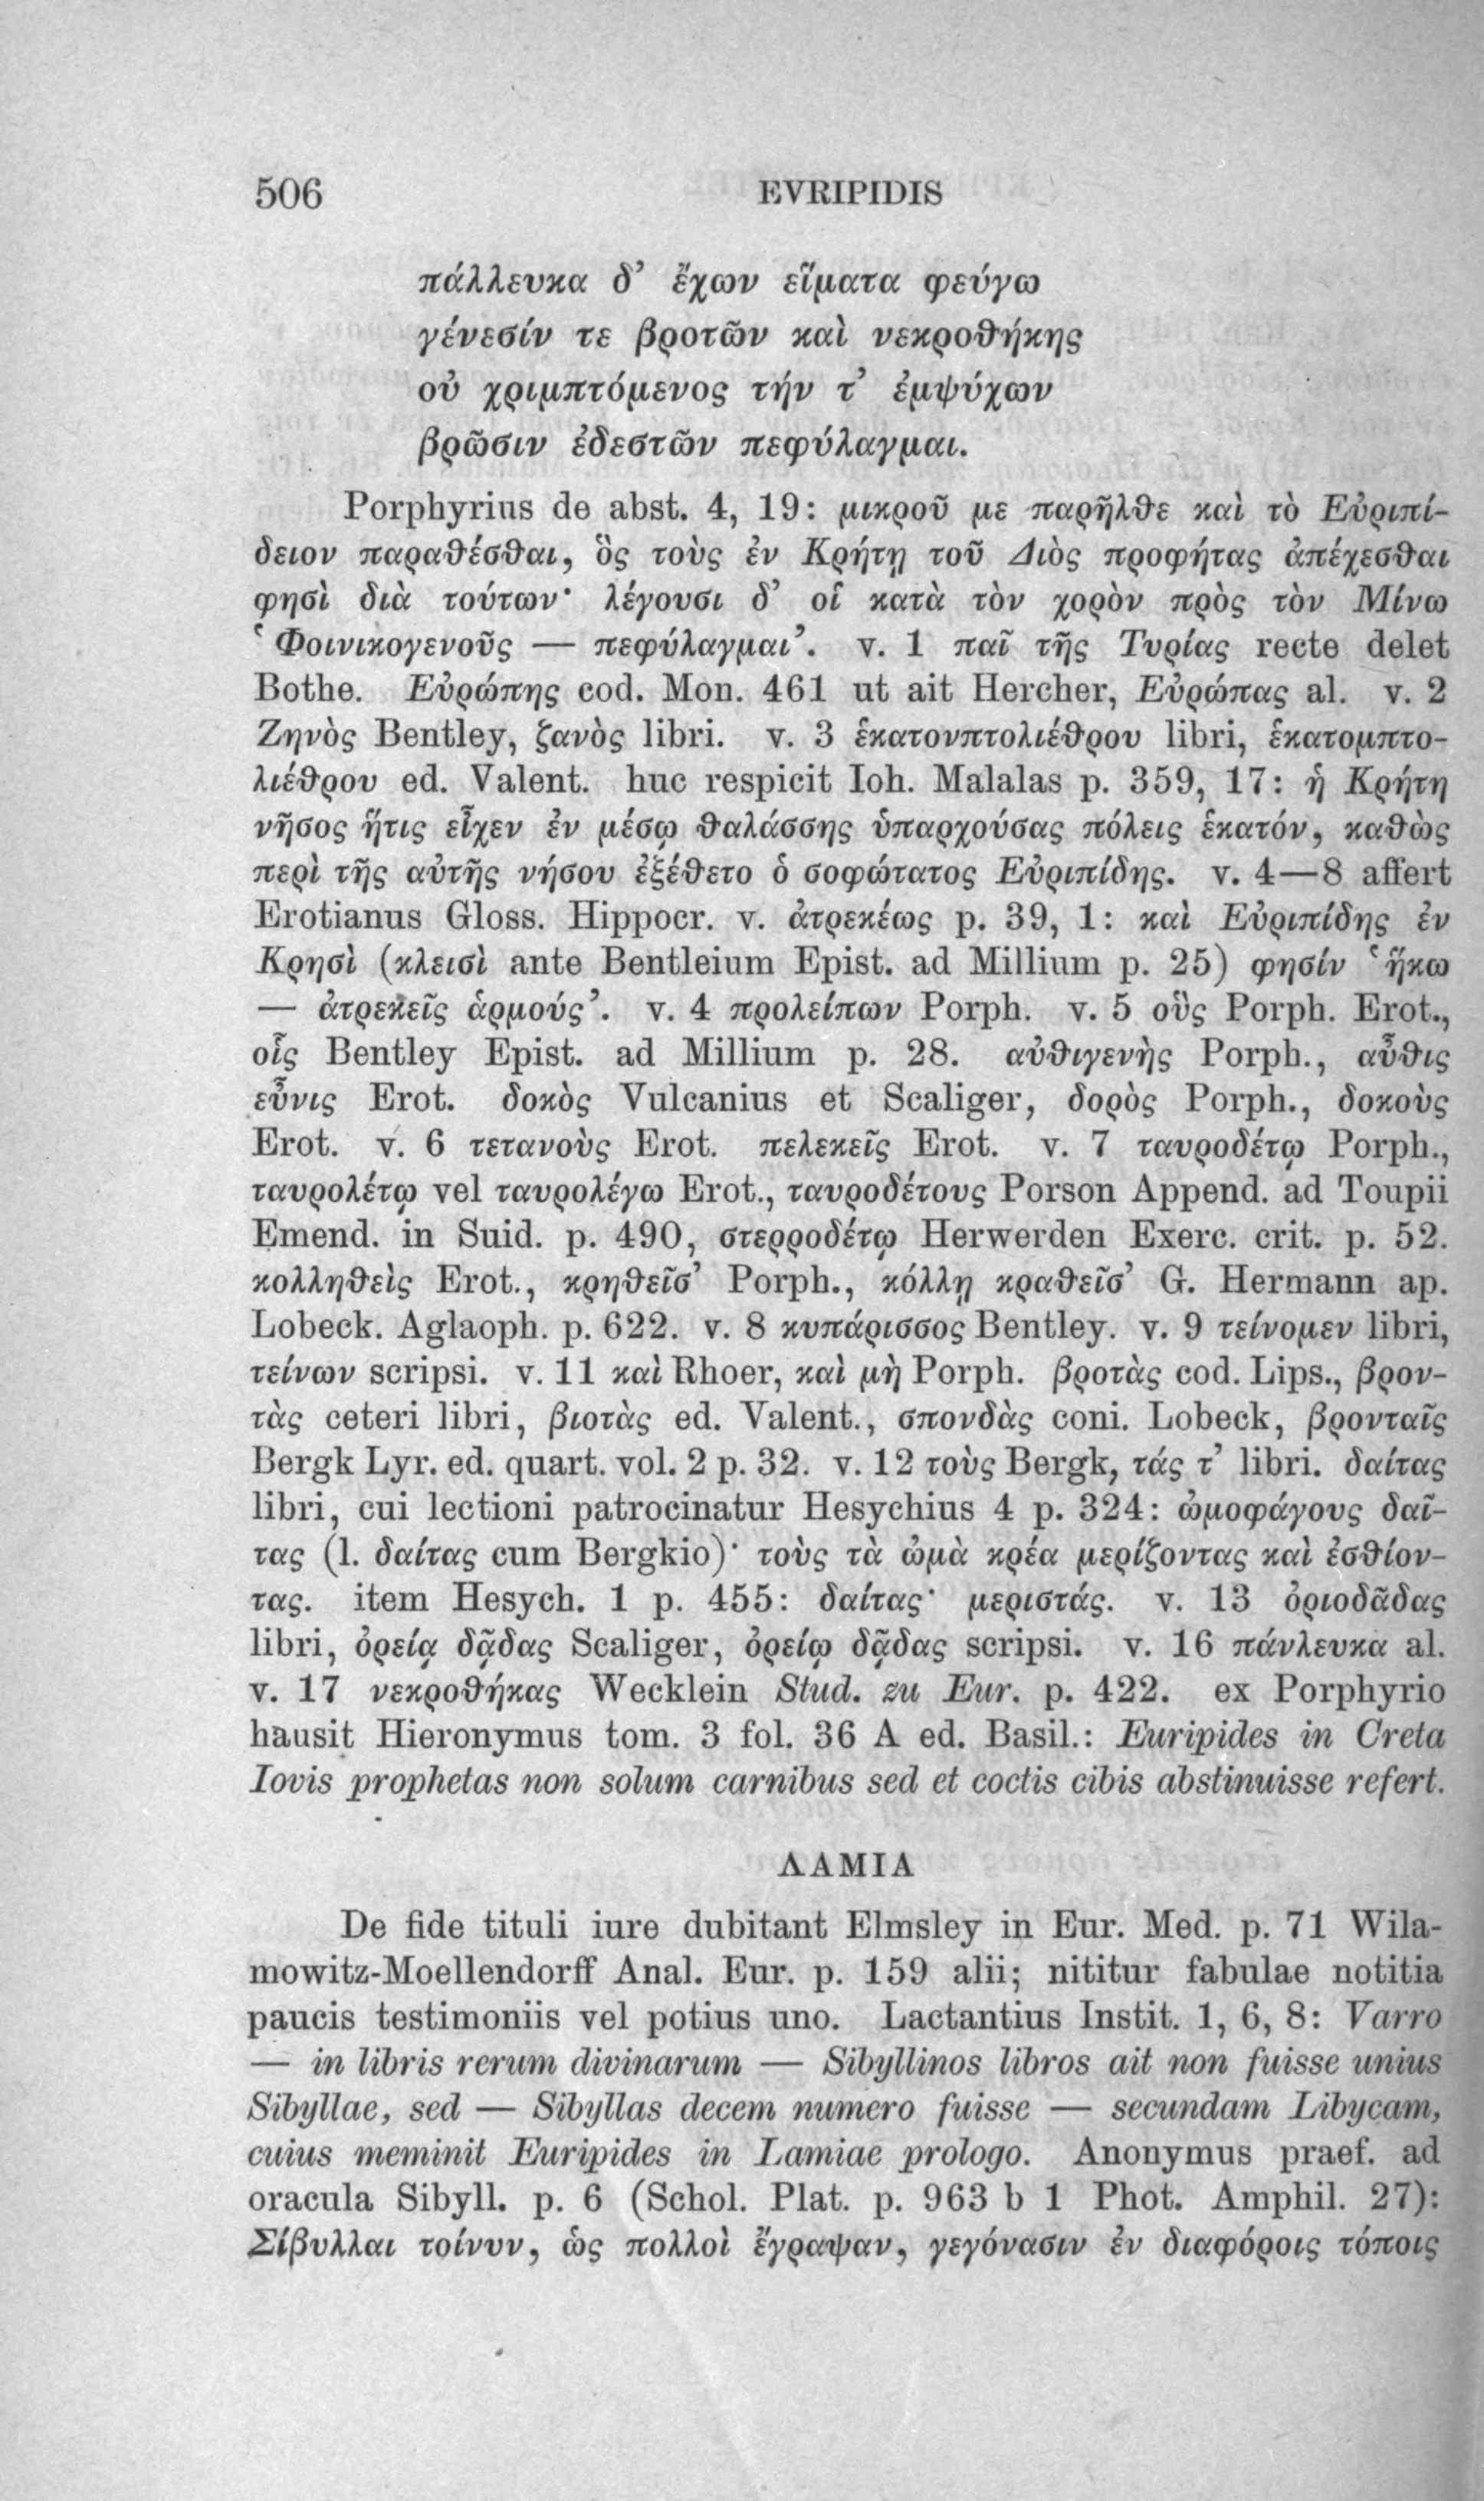 506 EVRIPIDIS
πάλλευκα δ’ ἔχων εἵματα φεύγω
γένεσίν τε βροτῶν καὶ νεκροθήκης
οὐ χριμπτόμενος τήν τ’ ἐμψύχων
βρῶσιν ἐδεστῶν πεφύλαγμαι.
Porphyrius de abst. 4, 19: μικροῦ με παρῆλθε καὶ τὸ Εὐριπί-
δειον παραθέσθαι, ὃς τοὺς ἐν Κρήτῃ τοῦ Διὸς προφήτας ἀπέχεσθαι
φησὶ διὰ τούτων· λέγουσι δ’ οἱ κατὰ τὸν χορὸν πρὸς τὸν Μίνω
‘Φοινικογενοῦς — πεφύλαγμαι’. v. 1 παῖ τῆς Τυρίας recte delet
Bothe. Εὐρώπης cod. Mon. 461 ut ait Hercher, Εὐρώπας al. v. 2
Ζηνὸς Bentley, ζανὸς libri. v. 3 ἑκατονπτολιέθρου libri, ἑκατομπτο-
λιέθρου ed. Valent. huc respicit Ioh. Malalas p. 359, 17: ἡ Κρήτη
νῆσος ἥτις εἶχεν ἐν μέσῳ θαλάσσης ὑπαρχούσας πόλεις ἑκατόν, καθὼς
περὶ τῆς αὐτῆς νήσου ἐξέθετο ὁ σοφώτατος Εὐριπίδης. v. 4—8 affert
Erotianus Gloss. Hippocr. v. ἀτρεκέως p. 39, 1: καὶ Εὐριπίδης ἐν
Κρησὶ (κλεισὶ ante Bentleium Epist. ad Millium p. 25) φησίν ‘ἥκω
— ἀτρεκεῖς ἁρμούς’. v. 4 προλείπων Porph. v. 5 οὓς Porph. Erot.,
οἷς Bentley Epist. ad Millium p. 28. αὐθιγενὴς Porph., αὖθις
εὖνις Erot. δοκὸς Vulcanius et Scaliger, δορὸς Porph., δοκοὺς
Erot. v. 6 τετανοὺς Erot. πελεκεῖς Erot. v. 7 ταυροδέτῳ Porph.,
ταυρολέτῳ vel ταυρολέγω Erot., ταυροδέτους Porson Append. ad Toupii
Emend. in Suid. p. 490, στερροδέτῳ Herwerden Exerc. crit. p. 52.
κολληθεὶς Erot., κρηθεῖσ’ Porph., κόλλῃ κραθεῖσ’ G. Hermann ap.
Lobeck. Aglaoph. p. 622. v. 8 κυπάρισσος Bentley. v. 9 τείνομεν libri,
τείνων scripsi. v. 11 καὶ Rhoer, καὶ μὴ Porph. βροτὰς cod. Lips., βρον-
τὰς ceteri libri, βιοτὰς ed. Valent., σπονδὰς coni. Lobeck, βρονταῖς
Bergk Lyr. ed. quart. vol. 2 p. 32. v. 12 τοὺς Bergk, τάς τ’ libri. δαίτας
libri, cui lectioni patrocinatur Hesychius 4 p. 324: ὠμοφάγους δαῖ-
τας (l. δαίτας cum Bergkio)· τοὺς τὰ ὠμὰ κρέα μερίζοντας καὶ ἐσθίον-
τας. item Hesych. 1 p. 455: δαίτας· μεριστάς. v. 13 ὀριοδᾶδας
libri, ὀρείᾳ δᾷδας Scaliger, ὀρείῳ δᾷδας scripsi. v. 16 πάνλευκα al.
v. 17 νεκροθήκας Wecklein Stud. zu Eur. p. 422. ex Porphyrio
hausit Hieronymus tom. 3 fol. 36 A ed. Basil.: Euripides in Creta
Iovis prophetas non solum carnibus sed et coctis cibis abstinuisse refert.
ΛΑΜΙΑ
De fide tituli iure dubitant Elmsley in Eur. Med. p. 71 Wila-
mowitz-Moellendorff Anal. Eur. p. 159 alii; nititur fabulae notitia
paucis testimoniis vel potius uno. Lactantius Instit. 1, 6, 8: Varro
— in libris rerum divinarum — Sibyllinos libros ait non fuisse unius
Sibyllae, sed — Sibyllas decem numero fuisse — secundam Libycam,
cuius meminit Euripides in Lamiae prologo. Anonymus praef. ad
oracula Sibyll. p. 6 (Schol. Plat. p. 963 b 1 Phot. Amphil. 27):
Σίβυλλαι τοίνυν, ὡς πολλοὶ ἔγραψαν, γεγόνασιν ἐν διαφόροις τόποις